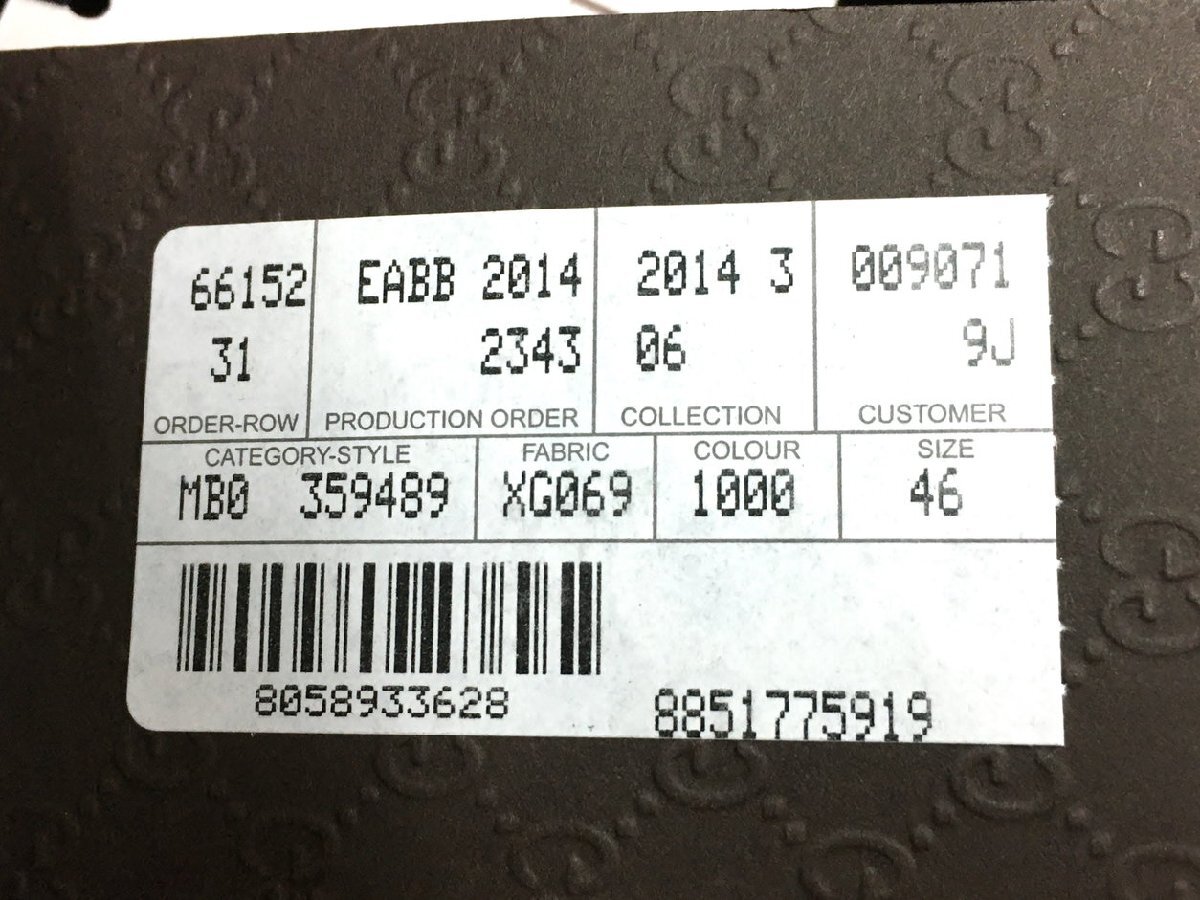 66152 EABB 2014 2014 3 009071
31 2343 06 9J
ORDER-ROW PRODUCTION ORDER COLLECTION CUSTOMER
CATEGORY-STYLE FABRIC COLOUR SIZE
MB0 359489 XG069 1000 46
8058933628 8851775919